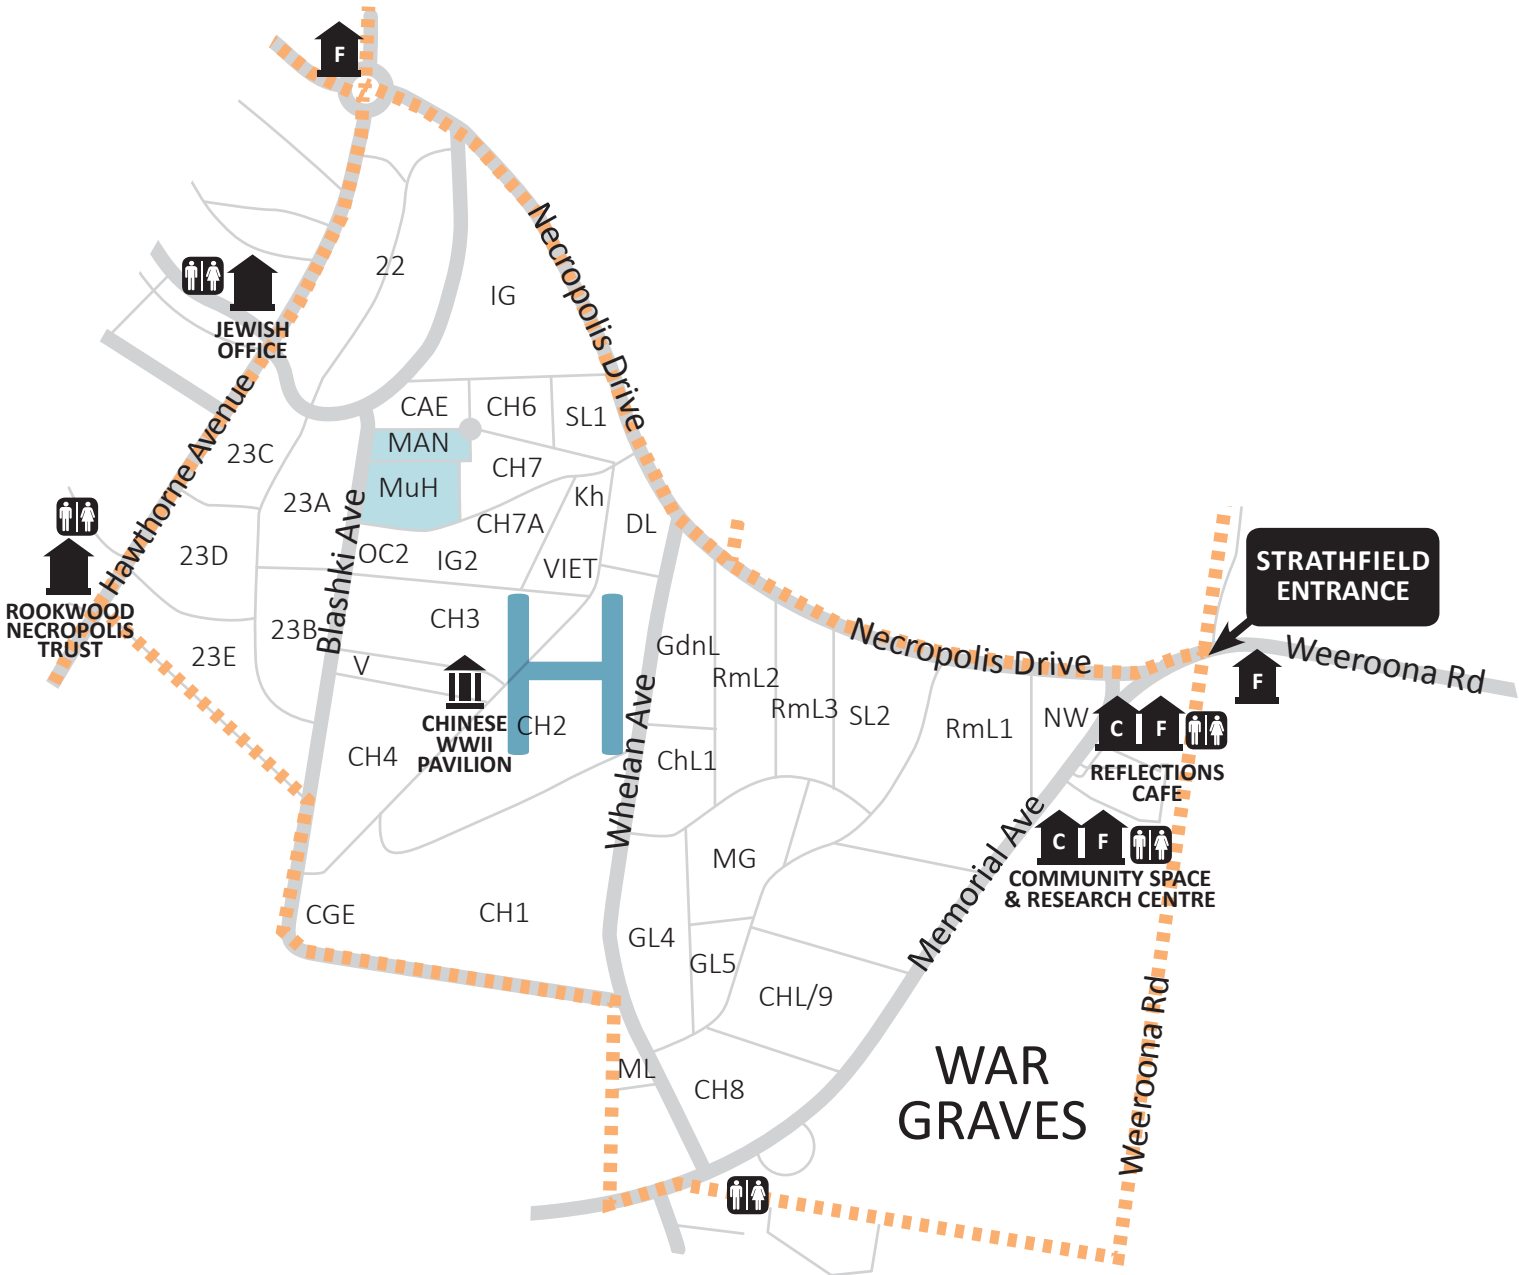 F
Necropolis Drive
22
IG
JEWISH
OFFICE
CAE
CH6
SL1
MAN
23C
CH7
MuH
Kh
23A
Hawthorne Avenue
Blashki Ave
CH7A
DL
OC2
IG2
VIET
23D
STRATHFIELD
ENTRANCE
ROOKWOOD
NECROPOLIS
TRUST
CH3
23B
23E
V
H
GdnL
Necropolis Drive
Weeroona Rd
F
RmL2
RmL3
SL2
RmL1
NW
C
F
CHINESE
WWII
PAVILION
CH2
CH4
Whelan Ave
ChL1
REFLECTIONS
CAFE
Memorial Ave
C
F
MG
COMMUNITY SPACE
& RESEARCH CENTRE
CGE
CH1
GL4
GL5
CHL/9
Weeroona Rd
WAR
GRAVES
ML
CH8